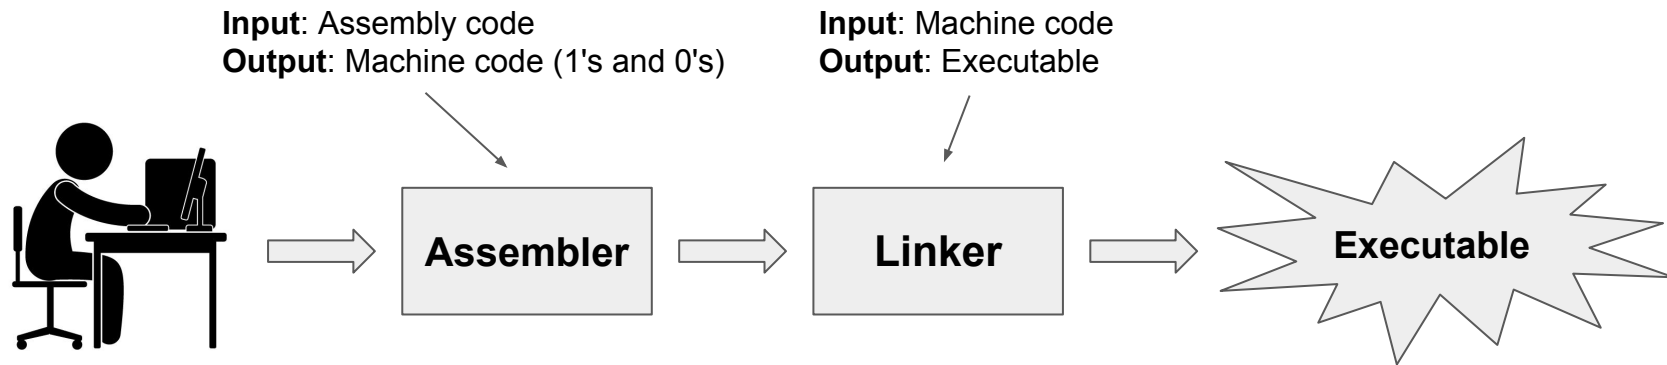 Input: Assembly code
Output: Machine code (1's and 0's)
Input: Machine code
Output: Executable
Assembler
Linker
Executable